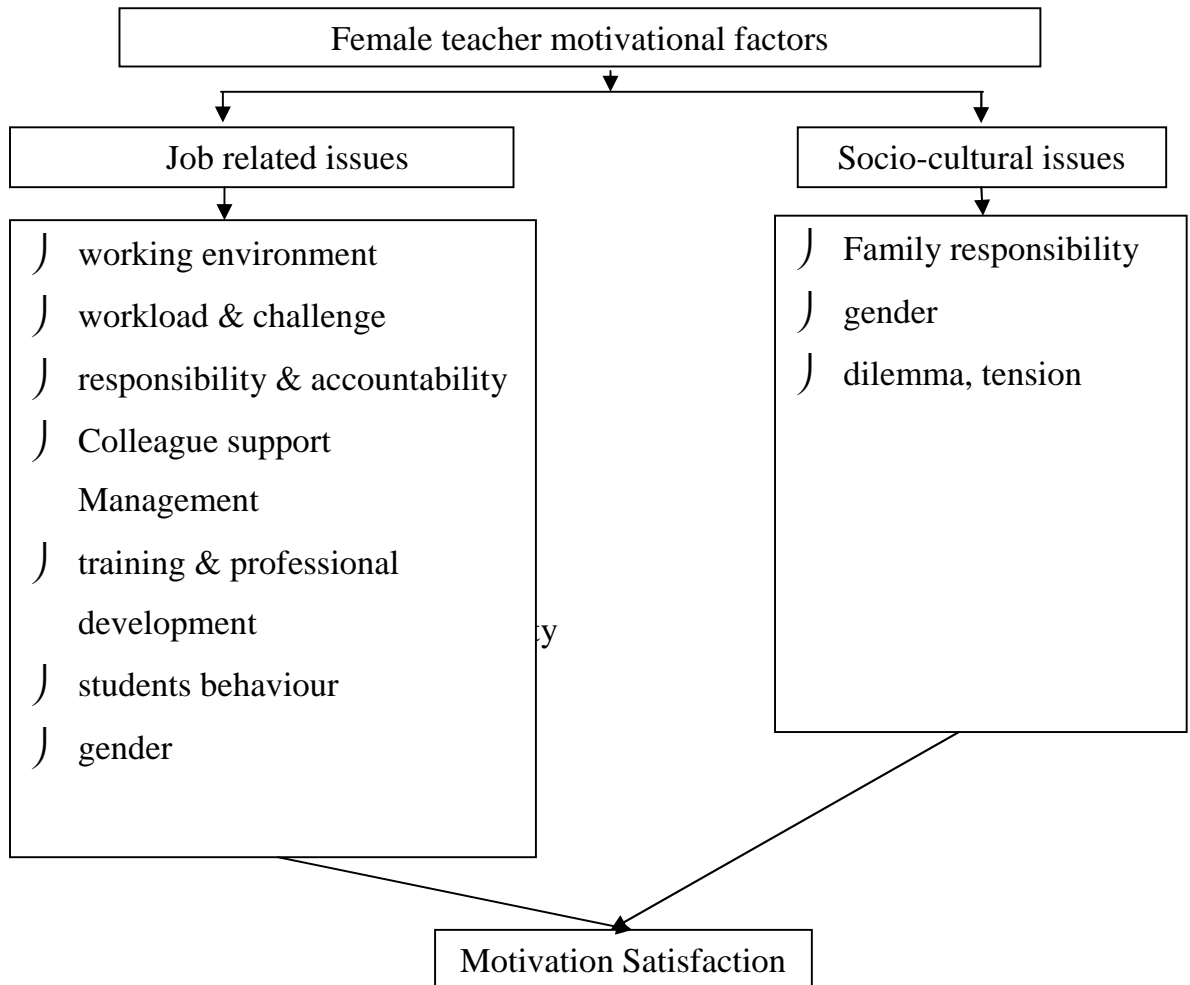 Female teacher motivational factors
Job related issues
Socio-cultural issues
working environment
workload & challenge
responsibility & accountability
Colleague support
Management
training & professional
development
students behaviour
gender
ty
Family responsibility
gender
dilemma, tension
Motivation Satisfaction